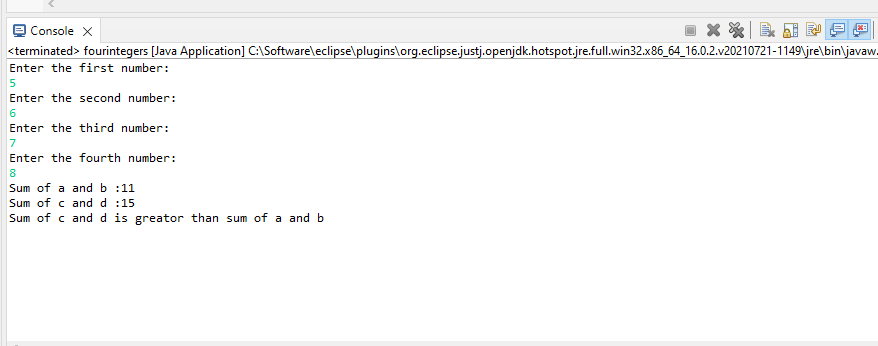 Console
<terminated> fourintegers [Java Application] C:\Software\eclipse\plugins\org.eclipse.justj.openjdk.hotspot.jre.full.win32.x86_64_16.0.2.v20210721-1149\jre\bin\javaw.
Enter the first number:
5
Enter the second number:
6
Enter the third number:
7
Enter the fourth number:
8
Sum of a and b :11
Sum of c and d :15
Sum of c and d is greator than sum of a and b